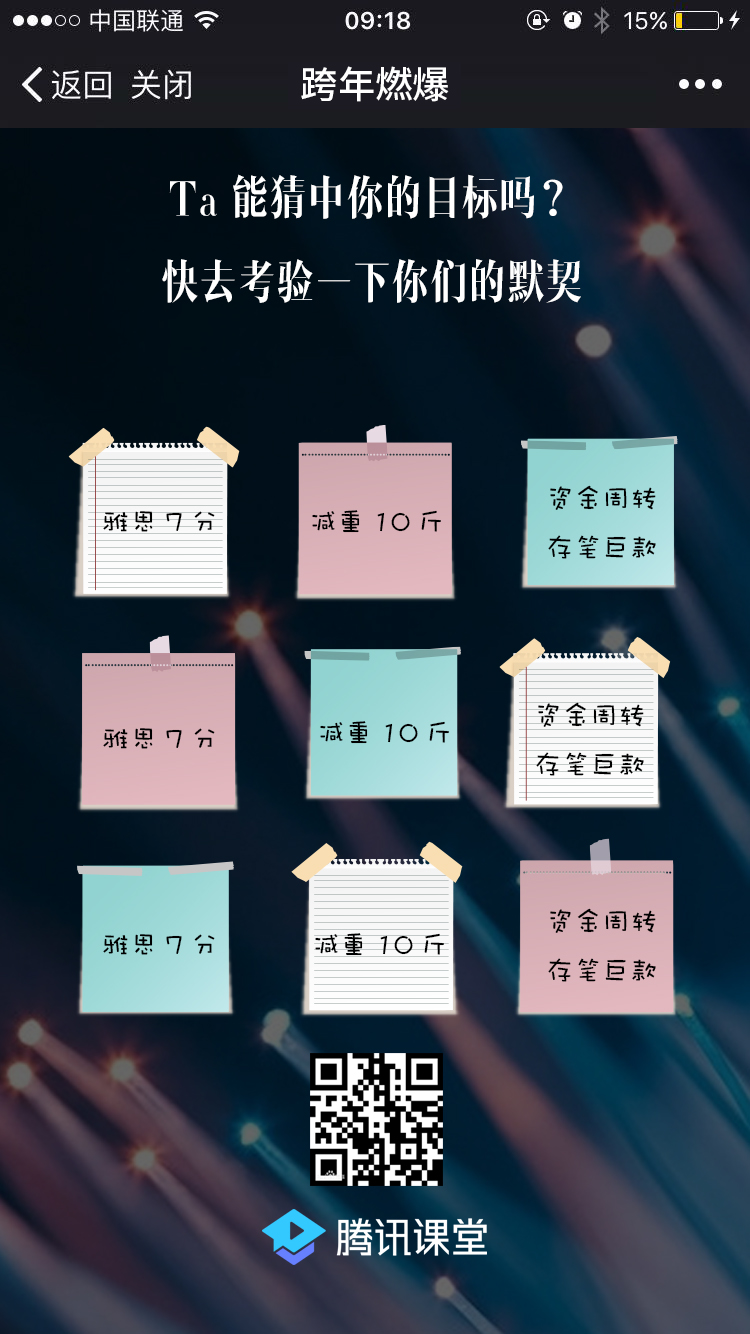 中国联通 09:18 15%
返回 关闭 跨年燃爆
Ta 能猜中你的目标吗？
快去考验一下你们的默契
雅思 7 分
减重 10 斤
资金周转
存笔巨款
雅思 7 分
减重 10 斤
资金周转
存笔巨款
雅思 7 分
减重 10 斤
资金周转
存笔巨款
腾讯课堂